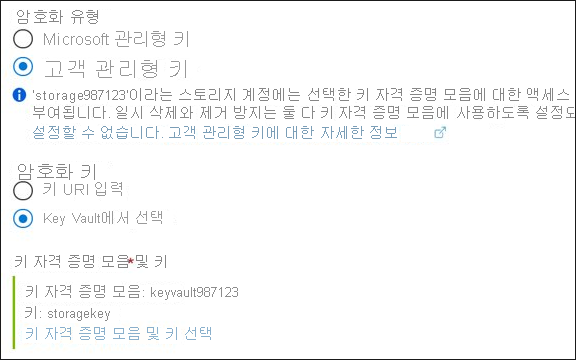 암호화 유형
Microsoft 관리형 키
고객 관리형 키
'storage987123'이라는 스토리지 계정에는 선택한 키 자격 증명 모음에 대한 액세스
부여됩니다. 일시 삭제와 제거 방지는 둘 다 키 자격 증명 모음에 사용하도록 설정되
설정할 수 없습니다. 고객 관리형 키에 대한 자세한 정보
암호화 키
키 URI 입력
Key Vault에서 선택
키 자격 증명 모음*및 키
키 자격 증명 모음: keyvault987123
키: storagekey
키 자격 증명 모음 및 키 선택